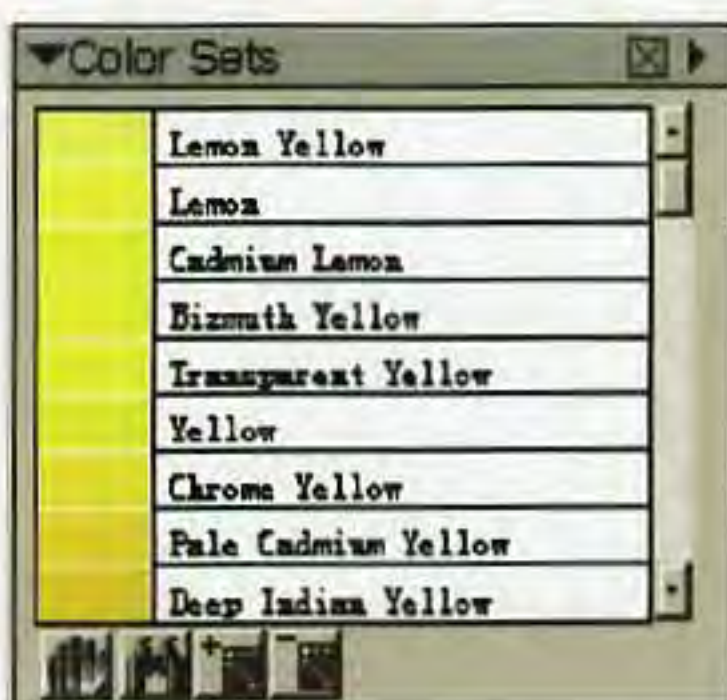 Color Sets
Lemon Yellow
Lemon
Cadmium Lemon
Bizmuth Yellow
Transparent Yellow
Yellow
Chrome Yellow
Pale Cadmium Yellow
Deep Indian Yellow